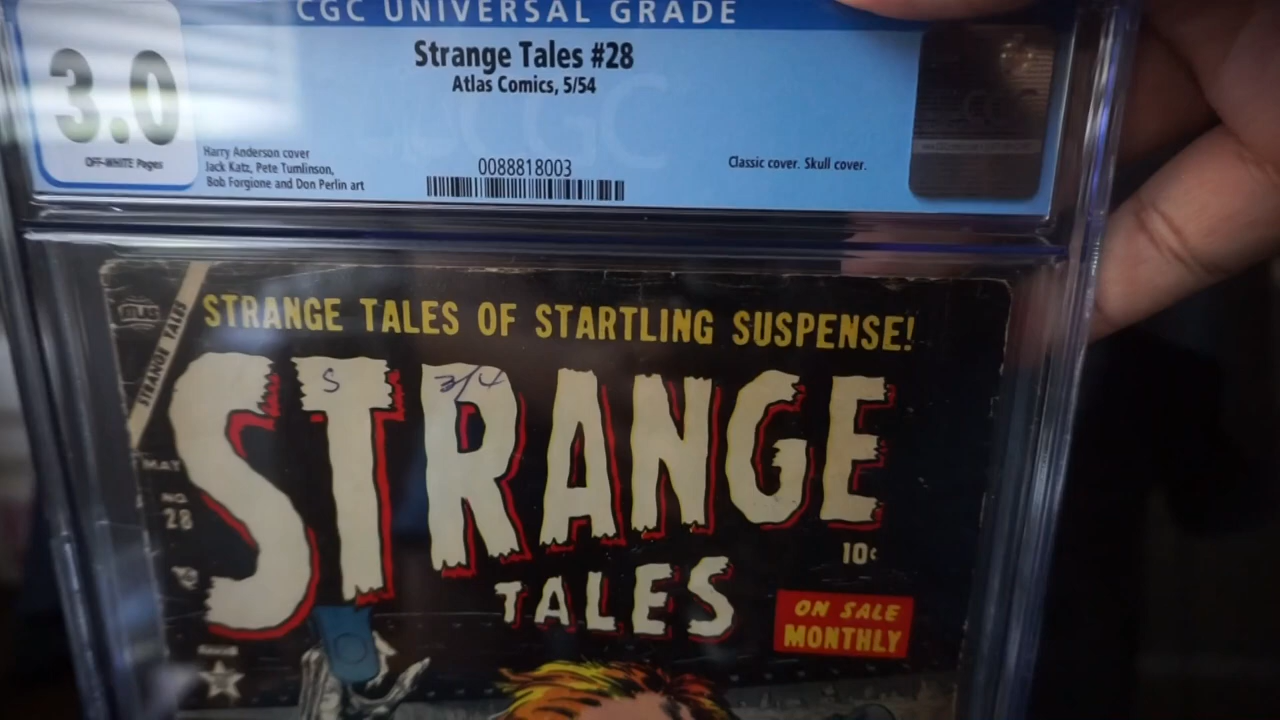 CGC UNIVERSAL GRADE
3.0
OFF-WHITE Pages
Strange Tales #28
Atlas Comics, 5/54
Harry Anderson cover
Jack Katz, Pete Tumlinson,
Bob Forgione and Don Perlin art
0088818003
Classic cover. Skull cover.
CGC
ATLAS
STRANGE TALES
STRANGE TALES OF STARTLING SUSPENSE!
S
3/4
STRANGE
TALES
MAY
NO
28
10¢
ON SALE
MONTHLY